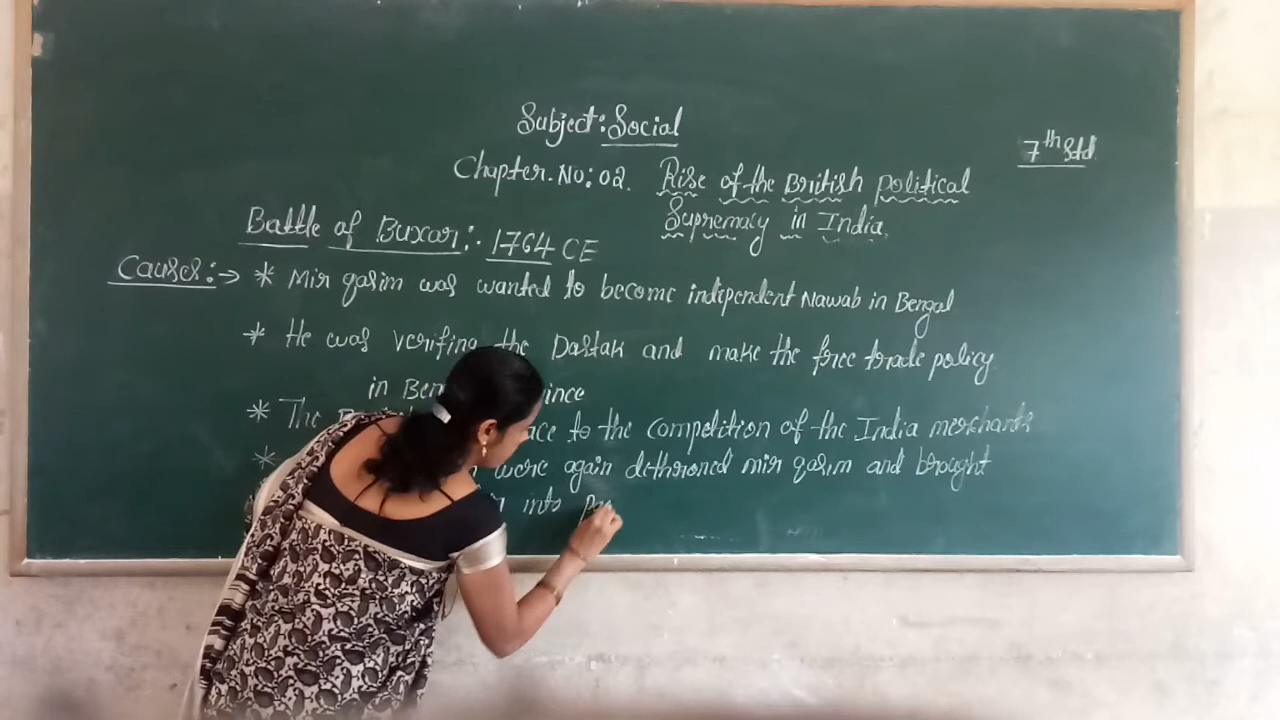 Subject: Social
7th Std.
Chapter. No: 02. Rise of the British political
Supremacy in India.
Battle of Buxar:- 1764 CE
Causes:→ * Mir qasim was wanted to become independent Nawab in Bengal
* He was verifing the Dastak and make the free trade policy
in Ben ince
* The ace to the competition of the India merchants
* were again dethroned mir qasim and brought
into